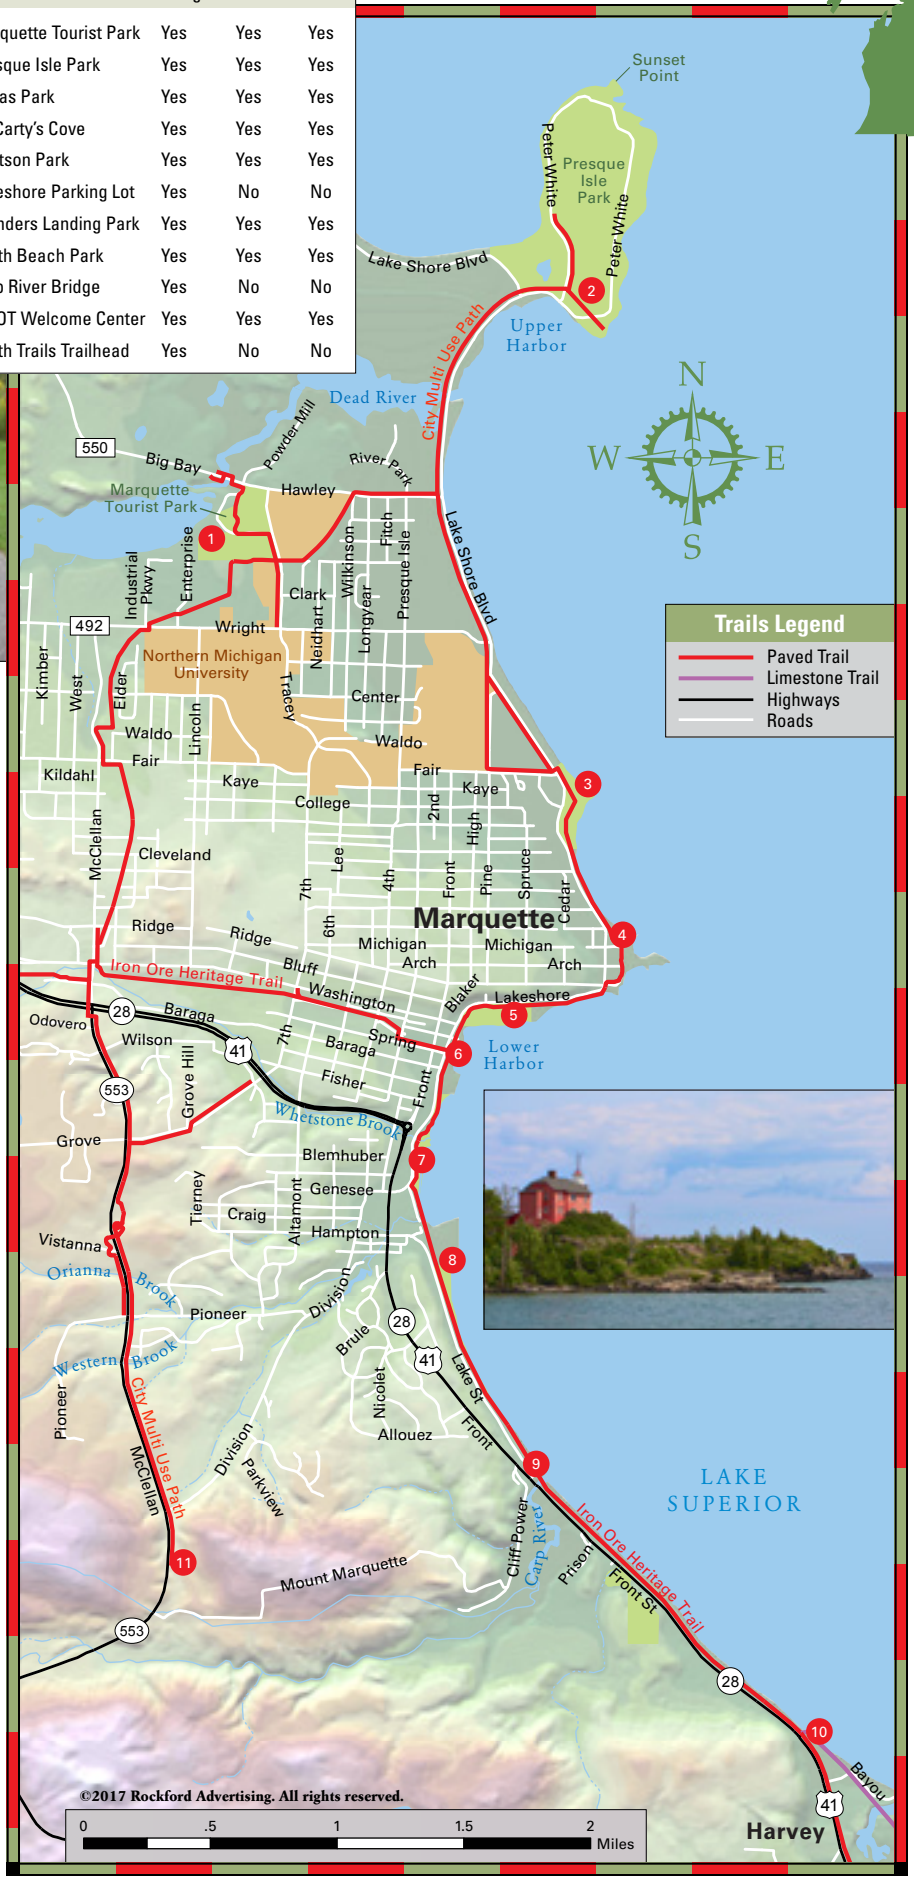 quette Tourist Park Yes Yes Yes
sque Isle Park Yes Yes Yes
as Park Yes Yes Yes
Carty's Cove Yes Yes Yes
tson Park Yes Yes Yes
eshore Parking Lot Yes No No
nders Landing Park Yes Yes Yes
th Beach Park Yes Yes Yes
o River Bridge Yes No No
OT Welcome Center Yes Yes Yes
th Trails Trailhead Yes No No
Sunset
Point
Peter White
Presque
Isle
Park
Peter White
Lake Shore Blvd
2
Upper
Harbor
City Multi Use Path
N
W E
S
Dead River
Powder Mill
550
Big Bay
River Park
Marquette
Tourist Park
Hawley
1
Lake Shore Blvd
Industrial
Pkwy
Enterprise
Wilkinson
Fitch
Presque Isle
Clark
Neidhart
Longyear
492
Wright
Trails Legend
Paved Trail
Limestone Trail
Highways
Roads
Northern Michigan
University
Kimber
West
Elder
Tracey
Center
Lincoln
Waldo
Waldo
Fair
Fair
Kildahl
Kaye
Kaye
3
College
2nd
High
McClellan
Cleveland
Lee
7th
4th
Front
Pine
Spruce
Cedar
Marquette
6th
Ridge
Ridge
Michigan
Michigan
4
Arch
Arch
Bluff
Iron Ore Heritage Trail
Washington
Blaker
Lakeshore
5
28
Baraga
Odovero
Wilson
7th
Spring
Baraga
6
Lower
Harbor
41
Fisher
Front
553
Grove Hill
Whetstone Brook
Grove
Blemhuber
7
Tierney
Altamont
Genesee
Craig
Hampton
Vistanna
8
Orianna
Brook
Division
Pioneer
28
Brule
Western
Brook
41
Lake St
Pioneer
City Multi Use Path
Nicolet
Allouez
Front
McClellan
Division
Parkview
9
LAKE
SUPERIOR
Cliff Power
Carp River
Iron Ore Heritage Trail
11
Prison
Mount Marquette
Front St
553
28
10
Bayou
41
Harvey
©2017 Rockford Advertising. All rights reserved.
0 .5 1 1.5 2
Miles